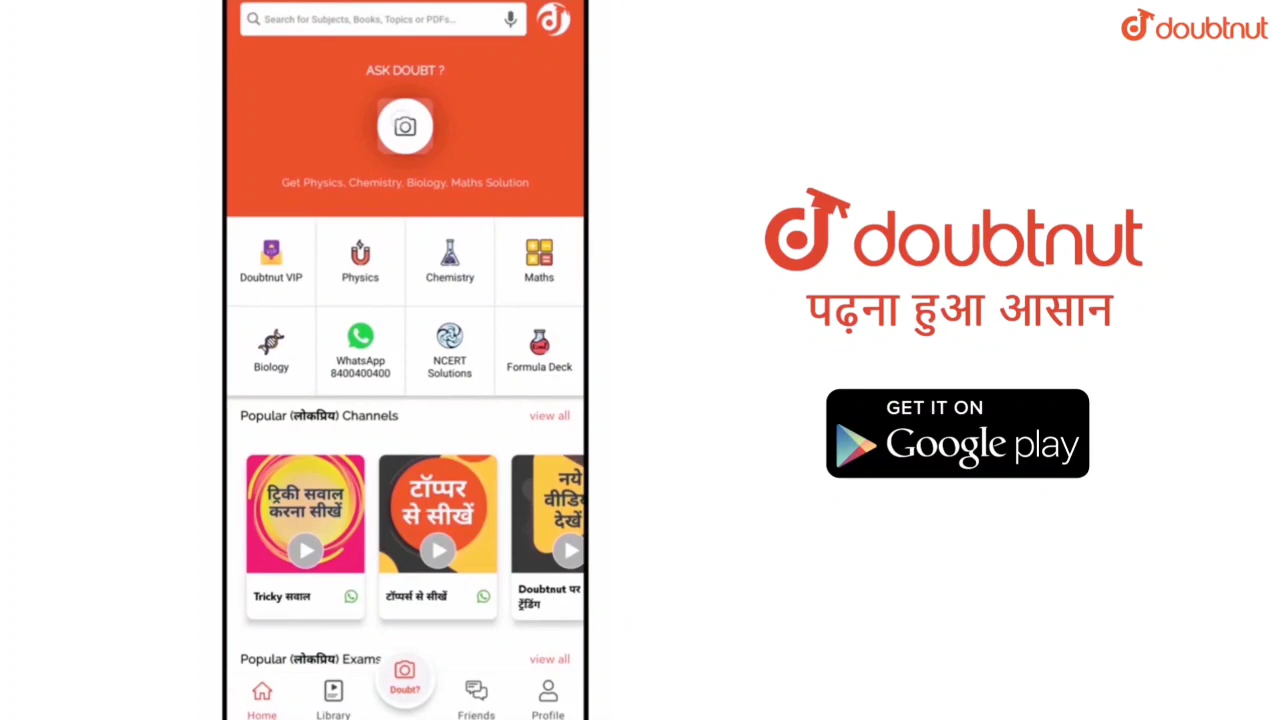 Search for Subjects, Books, Topics or PDFs...
ASK DOUBT ?
Get Physics, Chemistry, Biology, Maths Solution
Doubtnut VIP
Physics
Chemistry
Maths
Biology
WhatsApp
8400400400
NCERT
Solutions
Formula Deck
Popular (लोकप्रिय) Channels
view all
ट्रिकी सवाल
करना सीखें
टॉप्पर
से सीखें
नये
वीडि
देखें
Tricky सवाल
टॉप्पर्स से सीखें
Doubtnut पर
ट्रेंडिंग
Popular (लोकप्रिय) Exams
view all
Home
Library
Doubt?
Friends
Profile
doubtnut
doubtnut
पढ़ना हुआ आसान
GET IT ON
Google play